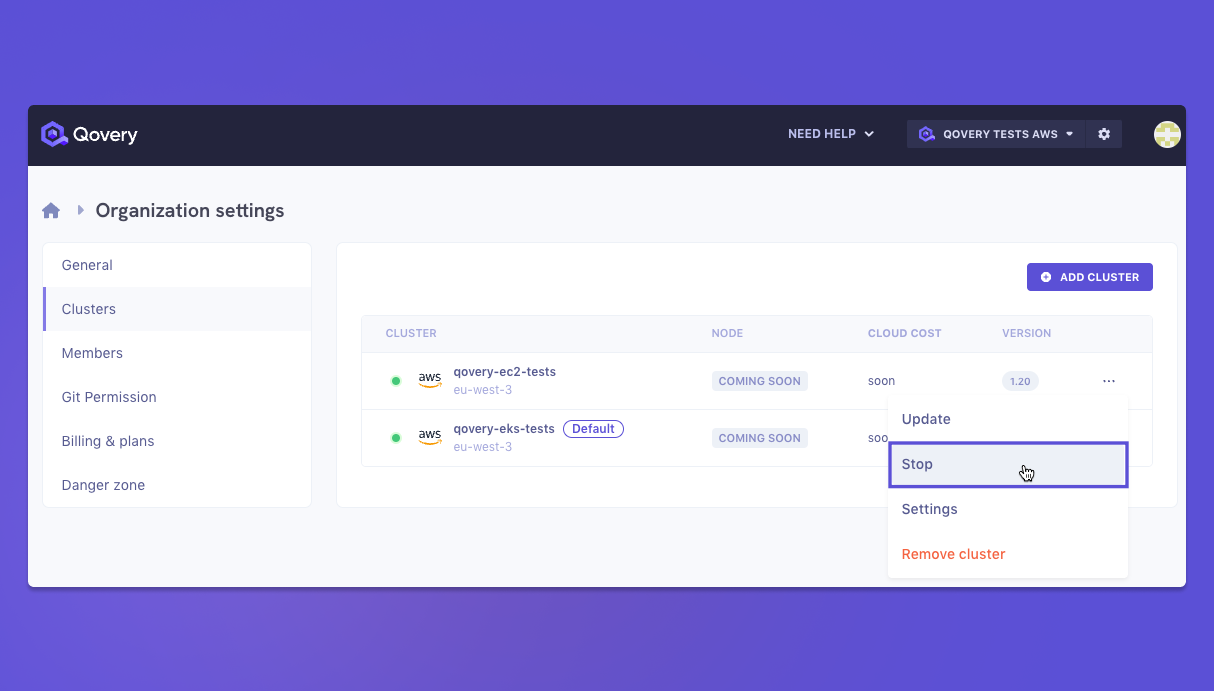 Qovery
NEED HELP
QOVERY TESTS AWS
Organization settings
General
Clusters
Members
Git Permission
Billing & plans
Danger zone
ADD CLUSTER
CLUSTER NODE CLOUD COST VERSION
aws qovery-ec2-tests COMING SOON soon 1.20 ...
eu-west-3
aws qovery-eks-tests Default COMING SOON soo
eu-west-3
Update
Stop
Settings
Remove cluster